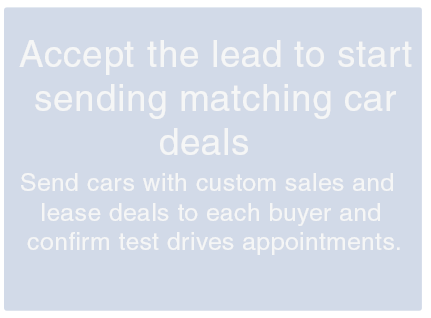 Accept the lead to start
sending matching car
deals
Send cars with custom sales and
lease deals to each buyer and
confirm test drives appointments.